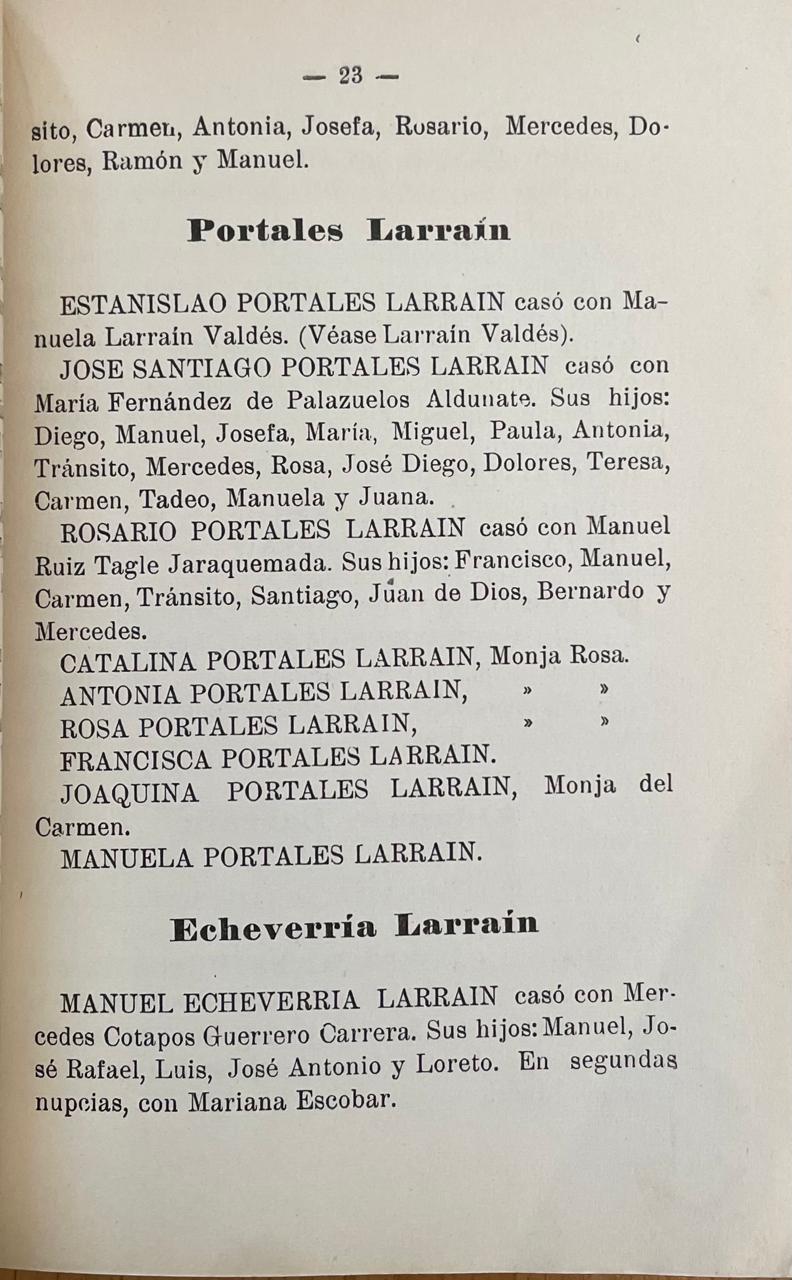 — 23 —
sito, Carmen, Antonia, Josefa, Rosario, Mercedes, Do-
lores, Ramón y Manuel.
Portales Larraín
ESTANISLAO PORTALES LARRAIN casó con Ma-
nuela Larraín Valdés. (Véase Larraín Valdés).
JOSE SANTIAGO PORTALES LARRAIN casó con
María Fernández de Palazuelos Aldunate. Sus hijos:
Diego, Manuel, Josefa, María, Miguel, Paula, Antonia,
Tránsito, Mercedes, Rosa, José Diego, Dolores, Teresa,
Carmen, Tadeo, Manuela y Juana.
ROSARIO PORTALES LARRAIN casó con Manuel
Ruiz Tagle Jaraquemada. Sus hijos: Francisco, Manuel,
Carmen, Tránsito, Santiago, Juan de Dios, Bernardo y
Mercedes.
CATALINA PORTALES LARRAIN, Monja Rosa.
ANTONIA PORTALES LARRAIN, » »
ROSA PORTALES LARRAIN, » »
FRANCISCA PORTALES LARRAIN.
JOAQUINA PORTALES LARRAIN, Monja del
Carmen.
MANUELA PORTALES LARRAIN.
Echeverría Larraín
MANUEL ECHEVERRIA LARRAIN casó con Mer-
cedes Cotapos Guerrero Carrera. Sus hijos: Manuel, Jo-
sé Rafael, Luis, José Antonio y Loreto. En segundas
nupcias, con Mariana Escobar.